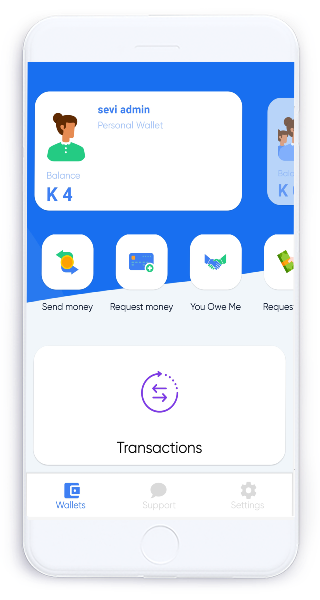 sevi admin
Personal Wallet
Balance
K 4
Send money
Request money
You Owe Me
Reques
Transactions
Wallets
Support
Settings